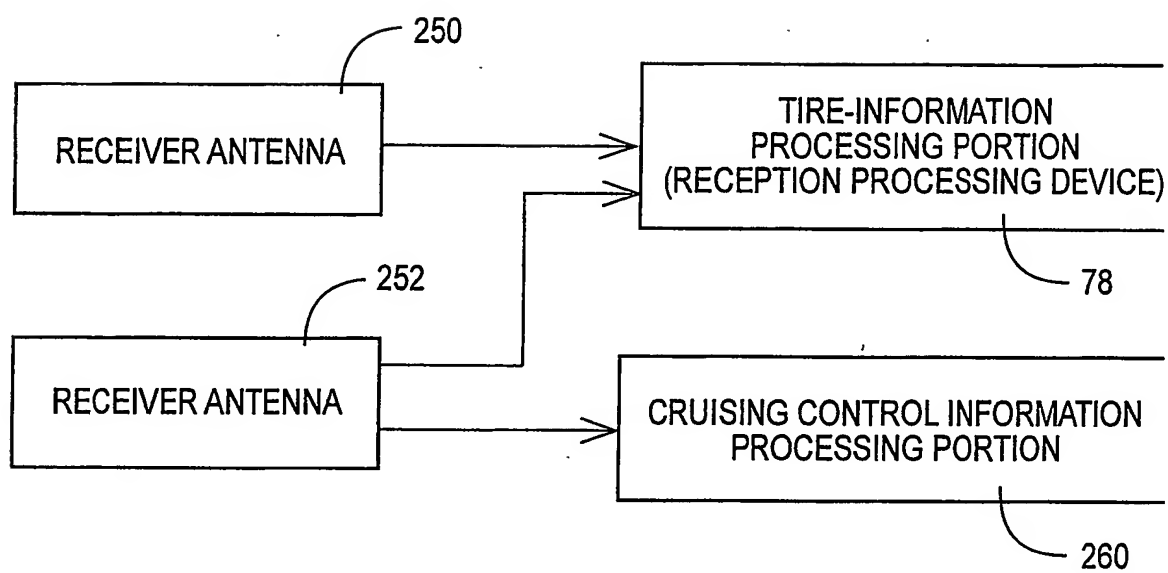 250
RECEIVER ANTENNA
TIRE-INFORMATION
PROCESSING PORTION
(RECEPTION PROCESSING DEVICE)
78
252
RECEIVER ANTENNA
CRUISING CONTROL INFORMATION
PROCESSING PORTION
260